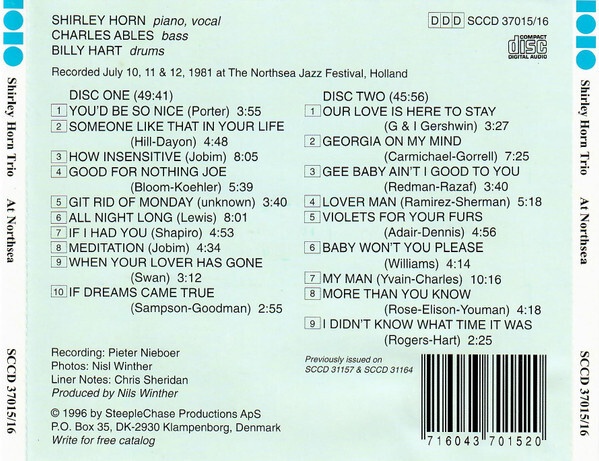 SHIRLEY HORN piano, vocal
CHARLES ABLES bass
BILLY HART drums
DDD SCCD 37015/16
COMPACT
disc
DIGITAL AUDIO
Recorded July 10, 11 & 12, 1981 at The Northsea Jazz Festival, Holland
DISC ONE (49:41)
1 YOU'D BE SO NICE (Porter) 3:55
2 SOMEONE LIKE THAT IN YOUR LIFE
(Hill-Dayon) 4:48
3 HOW INSENSITIVE (Jobim) 8:05
4 GOOD FOR NOTHING JOE
(Bloom-Koehler) 5:39
5 GIT RID OF MONDAY (unknown) 3:40
6 ALL NIGHT LONG (Lewis) 8:01
7 IF I HAD YOU (Shapiro) 4:53
8 MEDITATION (Jobim) 4:34
9 WHEN YOUR LOVER HAS GONE
(Swan) 3:12
10 IF DREAMS CAME TRUE
(Sampson-Goodman) 2:55
DISC TWO (45:56)
1 OUR LOVE IS HERE TO STAY
(G & I Gershwin) 3:27
2 GEORGIA ON MY MIND
(Carmichael-Gorrell) 7:25
3 GEE BABY AIN'T I GOOD TO YOU
(Redman-Razaf) 3:40
4 LOVER MAN (Ramirez-Sherman) 5:18
5 VIOLETS FOR YOUR FURS
(Adair-Dennis) 4:56
6 BABY WON'T YOU PLEASE
(Williams) 4:14
7 MY MAN (Yvain-Charles) 10:16
8 MORE THAN YOU KNOW
(Rose-Elison-Youman) 4:18
9 I DIDN'T KNOW WHAT TIME IT WAS
(Rogers-Hart) 2:25
Recording: Pieter Nieboer
Photos: Nisl Winther
Liner Notes: Chris Sheridan
Produced by Nils Winther
Previously issued on
SCCD 31157 & SCCD 31164
© 1996 by SteepleChase Productions ApS
P.O. Box 35, DK-2930 Klampenborg, Denmark
Write for free catalog
7 16043 70152 0
Shirley Horn Trio At Northsea SCCD 37015/16
Shirley Horn Trio At Northsea SCCD 37015/16